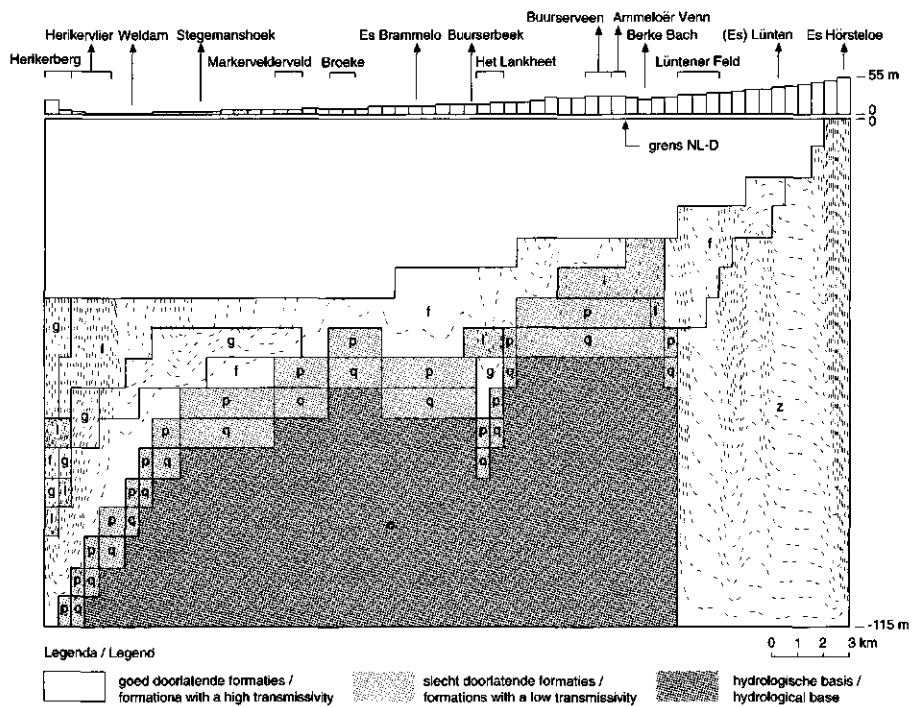 Buurserveen Ammeloër Venn
Herikervlier Weldam Stegemanshoek Es Brammelo Buurserbeek Berke Bach (Es) Lünten Es Hörsteloe
Herikerberg Markervelderveld Broeke Het Lankheet Lüntener Feld
55 m
0
0
grens NL-D
f
g f
p f
g f
g p f p q p
f p q p g q q
g p q q p
l p q p q
f g p q q
g l p q
l p q
p q
p q
p q
z
-115 m
0 1 2 3 km
Legenda / Legend
goed doorlatende formaties / slecht doorlatende formaties / hydrologische basis /
formationa with a high transmissivity formations with a low transmissivity hydrological base